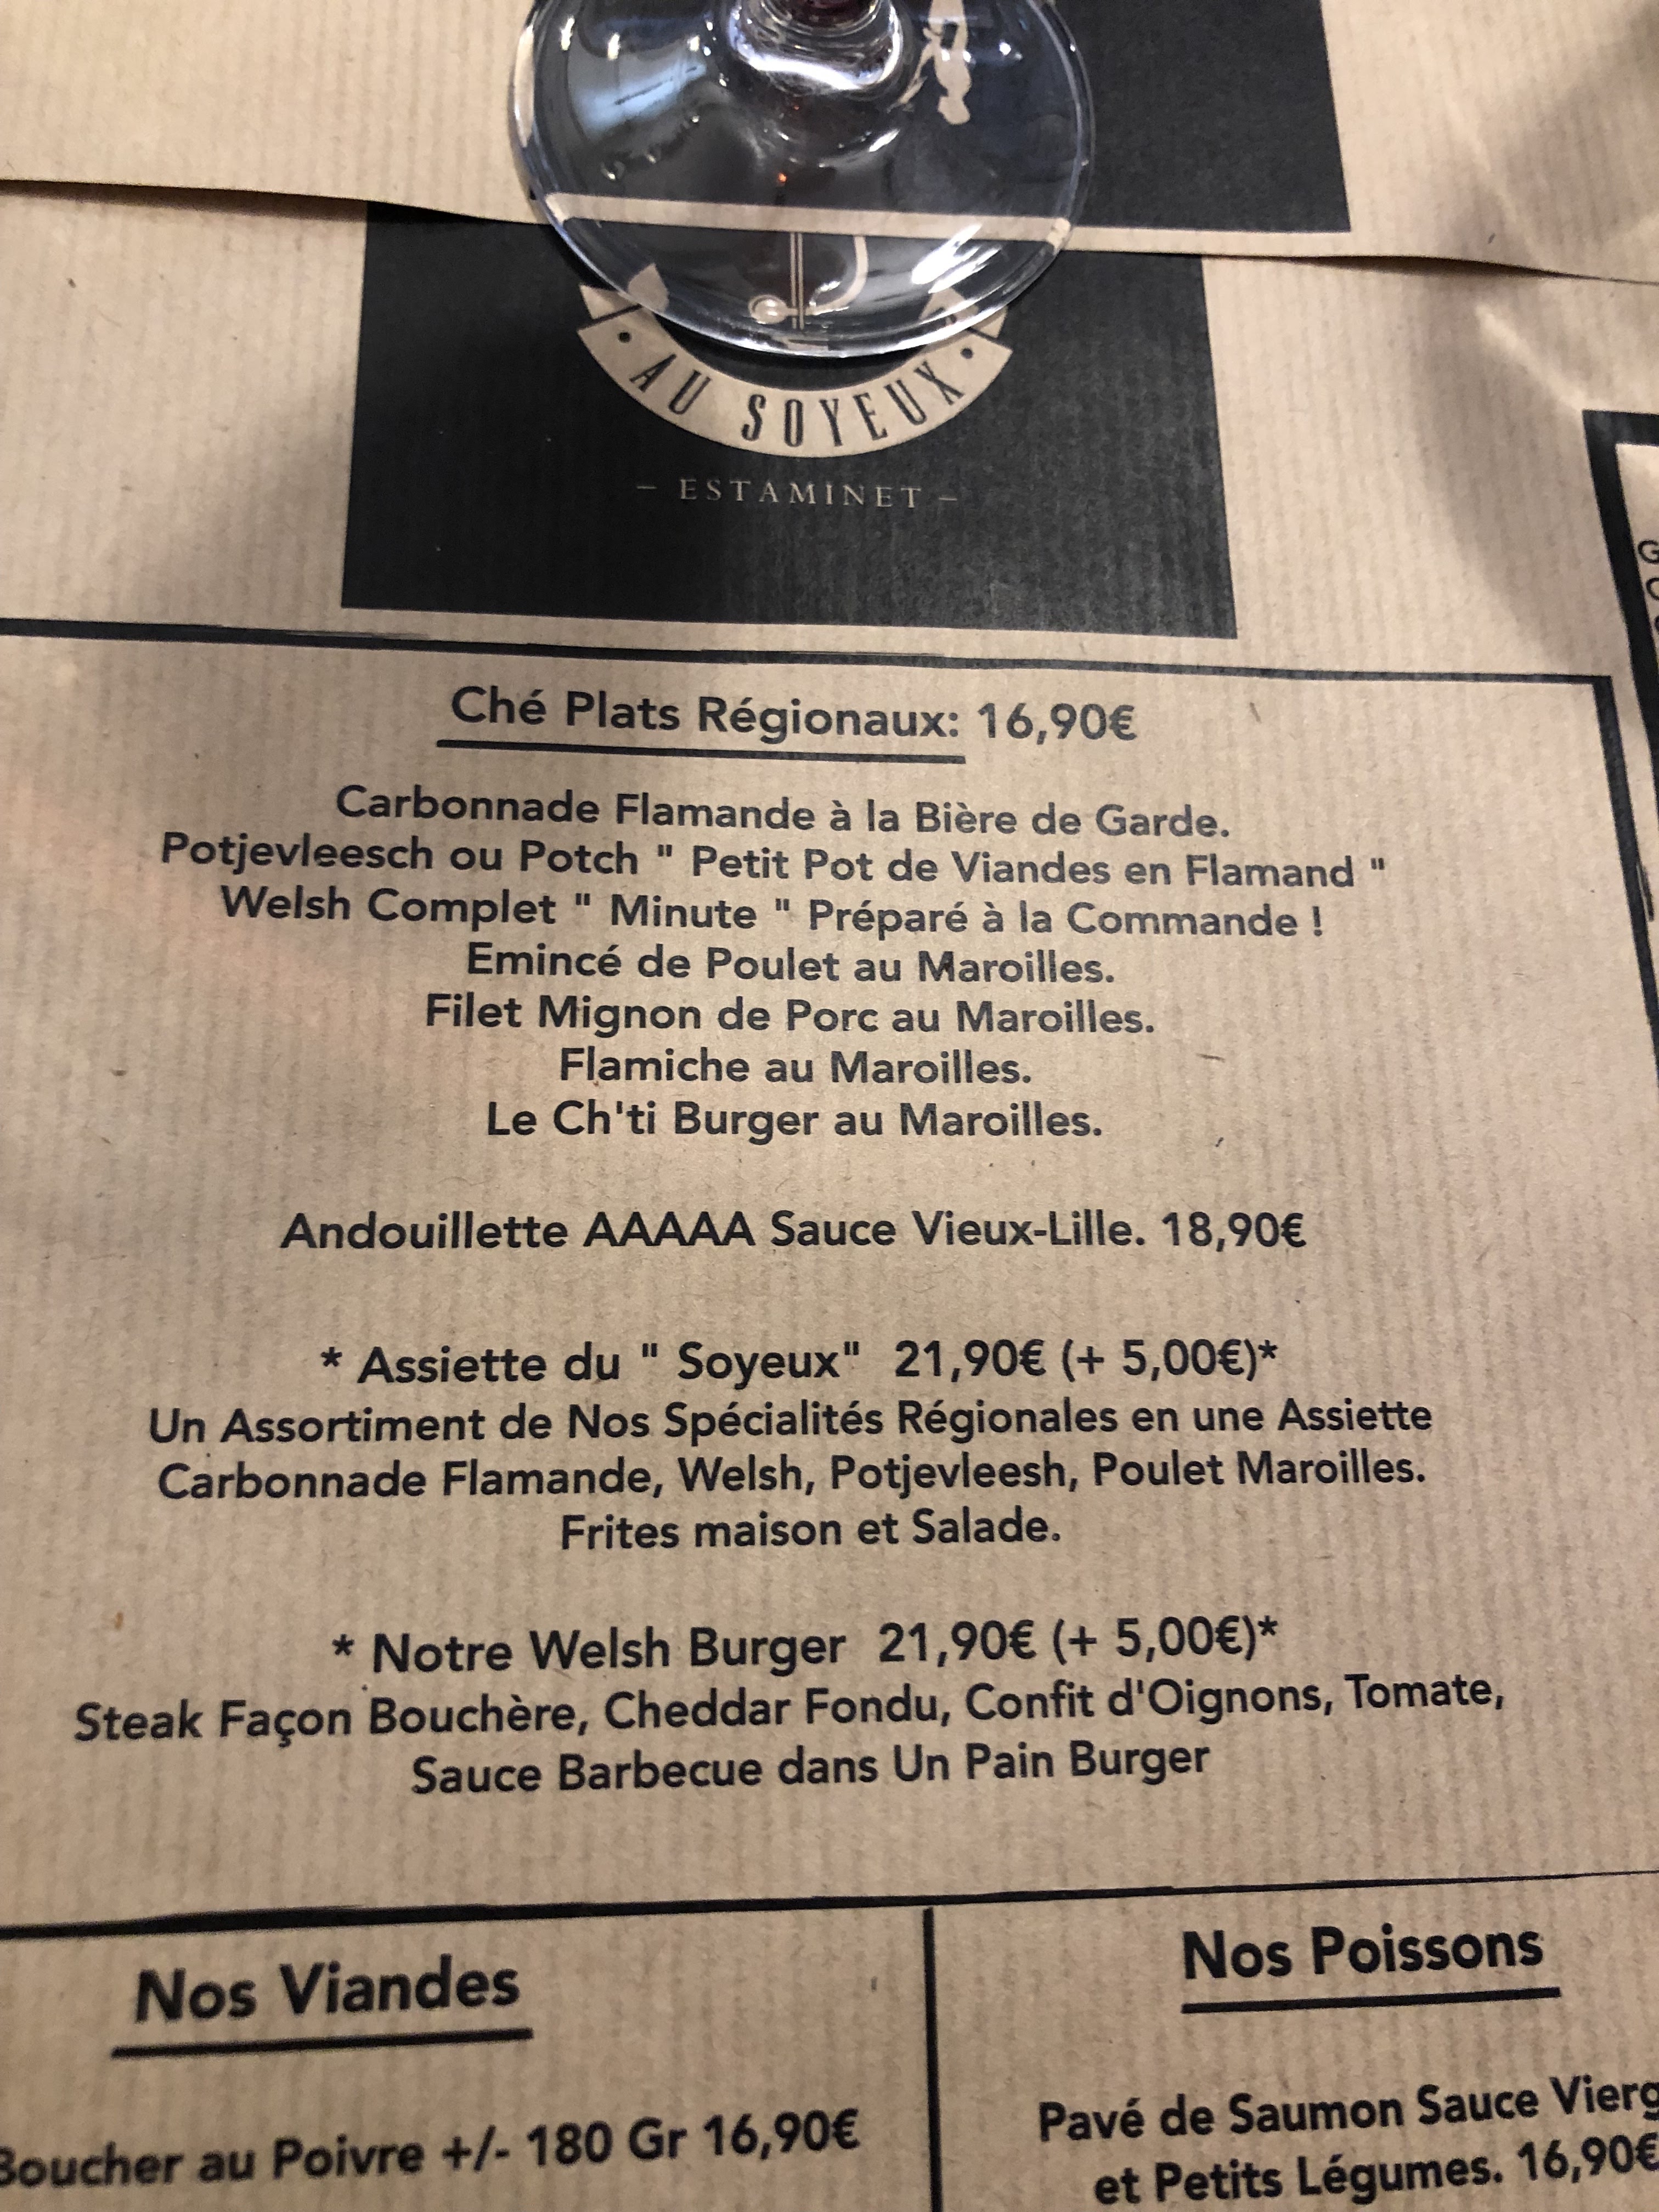 AU SOYEUX
– ESTAMINET –
Ché Plats Régionaux: 16,90€
Carbonnade Flamande à la Bière de Garde.
Potjevleesch ou Potch " Petit Pot de Viandes en Flamand "
Welsh Complet " Minute " Préparé à la Commande !
Emincé de Poulet au Maroilles.
Filet Mignon de Porc au Maroilles.
Flamiche au Maroilles.
Le Ch'ti Burger au Maroilles.
Andouillette AAAAA Sauce Vieux-Lille. 18,90€
* Assiette du " Soyeux" 21,90€ (+ 5,00€)*
Un Assortiment de Nos Spécialités Régionales en une Assiette
Carbonnade Flamande, Welsh, Potjevleesh, Poulet Maroilles.
Frites maison et Salade.
* Notre Welsh Burger 21,90€ (+ 5,00€)*
Steak Façon Bouchère, Cheddar Fondu, Confit d'Oignons, Tomate,
Sauce Barbecue dans Un Pain Burger
Nos Viandes
Boucher au Poivre +/- 180 Gr 16,90€
Nos Poissons
Pavé de Saumon Sauce Vierg
et Petits Légumes. 16,90€